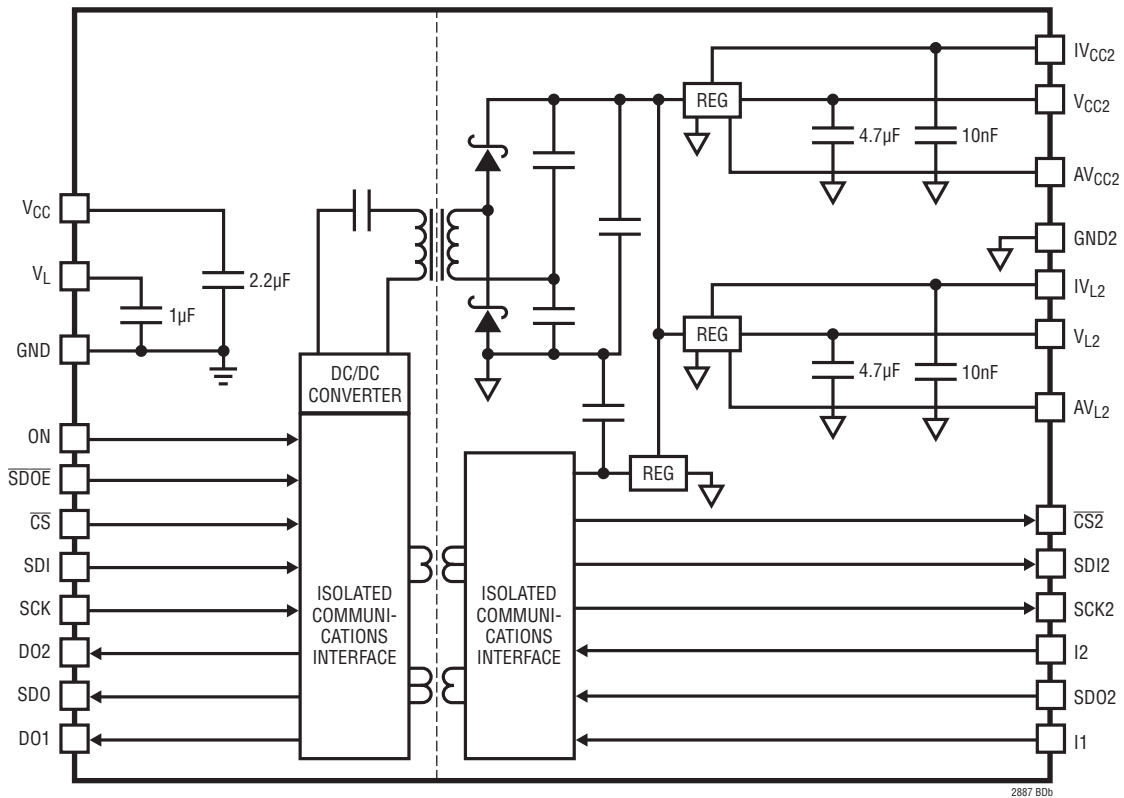 IVCC2
REG
VCC2
4.7µF
10nF
AVCC2
VCC
GND2
VL
2.2µF
IVL2
1µF
REG
VL2
GND
DC/DC
CONVERTER
4.7µF
10nF
AVL2
ON
SDOE
REG
CS
CS2
SDI
SDI2
SCK
ISOLATED
COMMUNI-
CATIONS
INTERFACE
ISOLATED
COMMUNI-
CATIONS
INTERFACE
SCK2
DO2
I2
SDO
SDO2
DO1
I1
2887 BDb